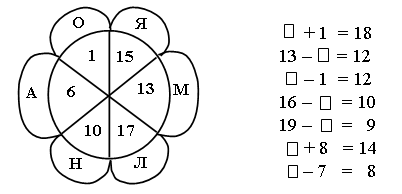 О Я
1 15
А 6 13 М
10 17
Н Л
□ + 1 = 18
13 – □ = 12
□ – 1 = 12
16 – □ = 10
19 – □ = 9
□ + 8 = 14
□ – 7 = 8